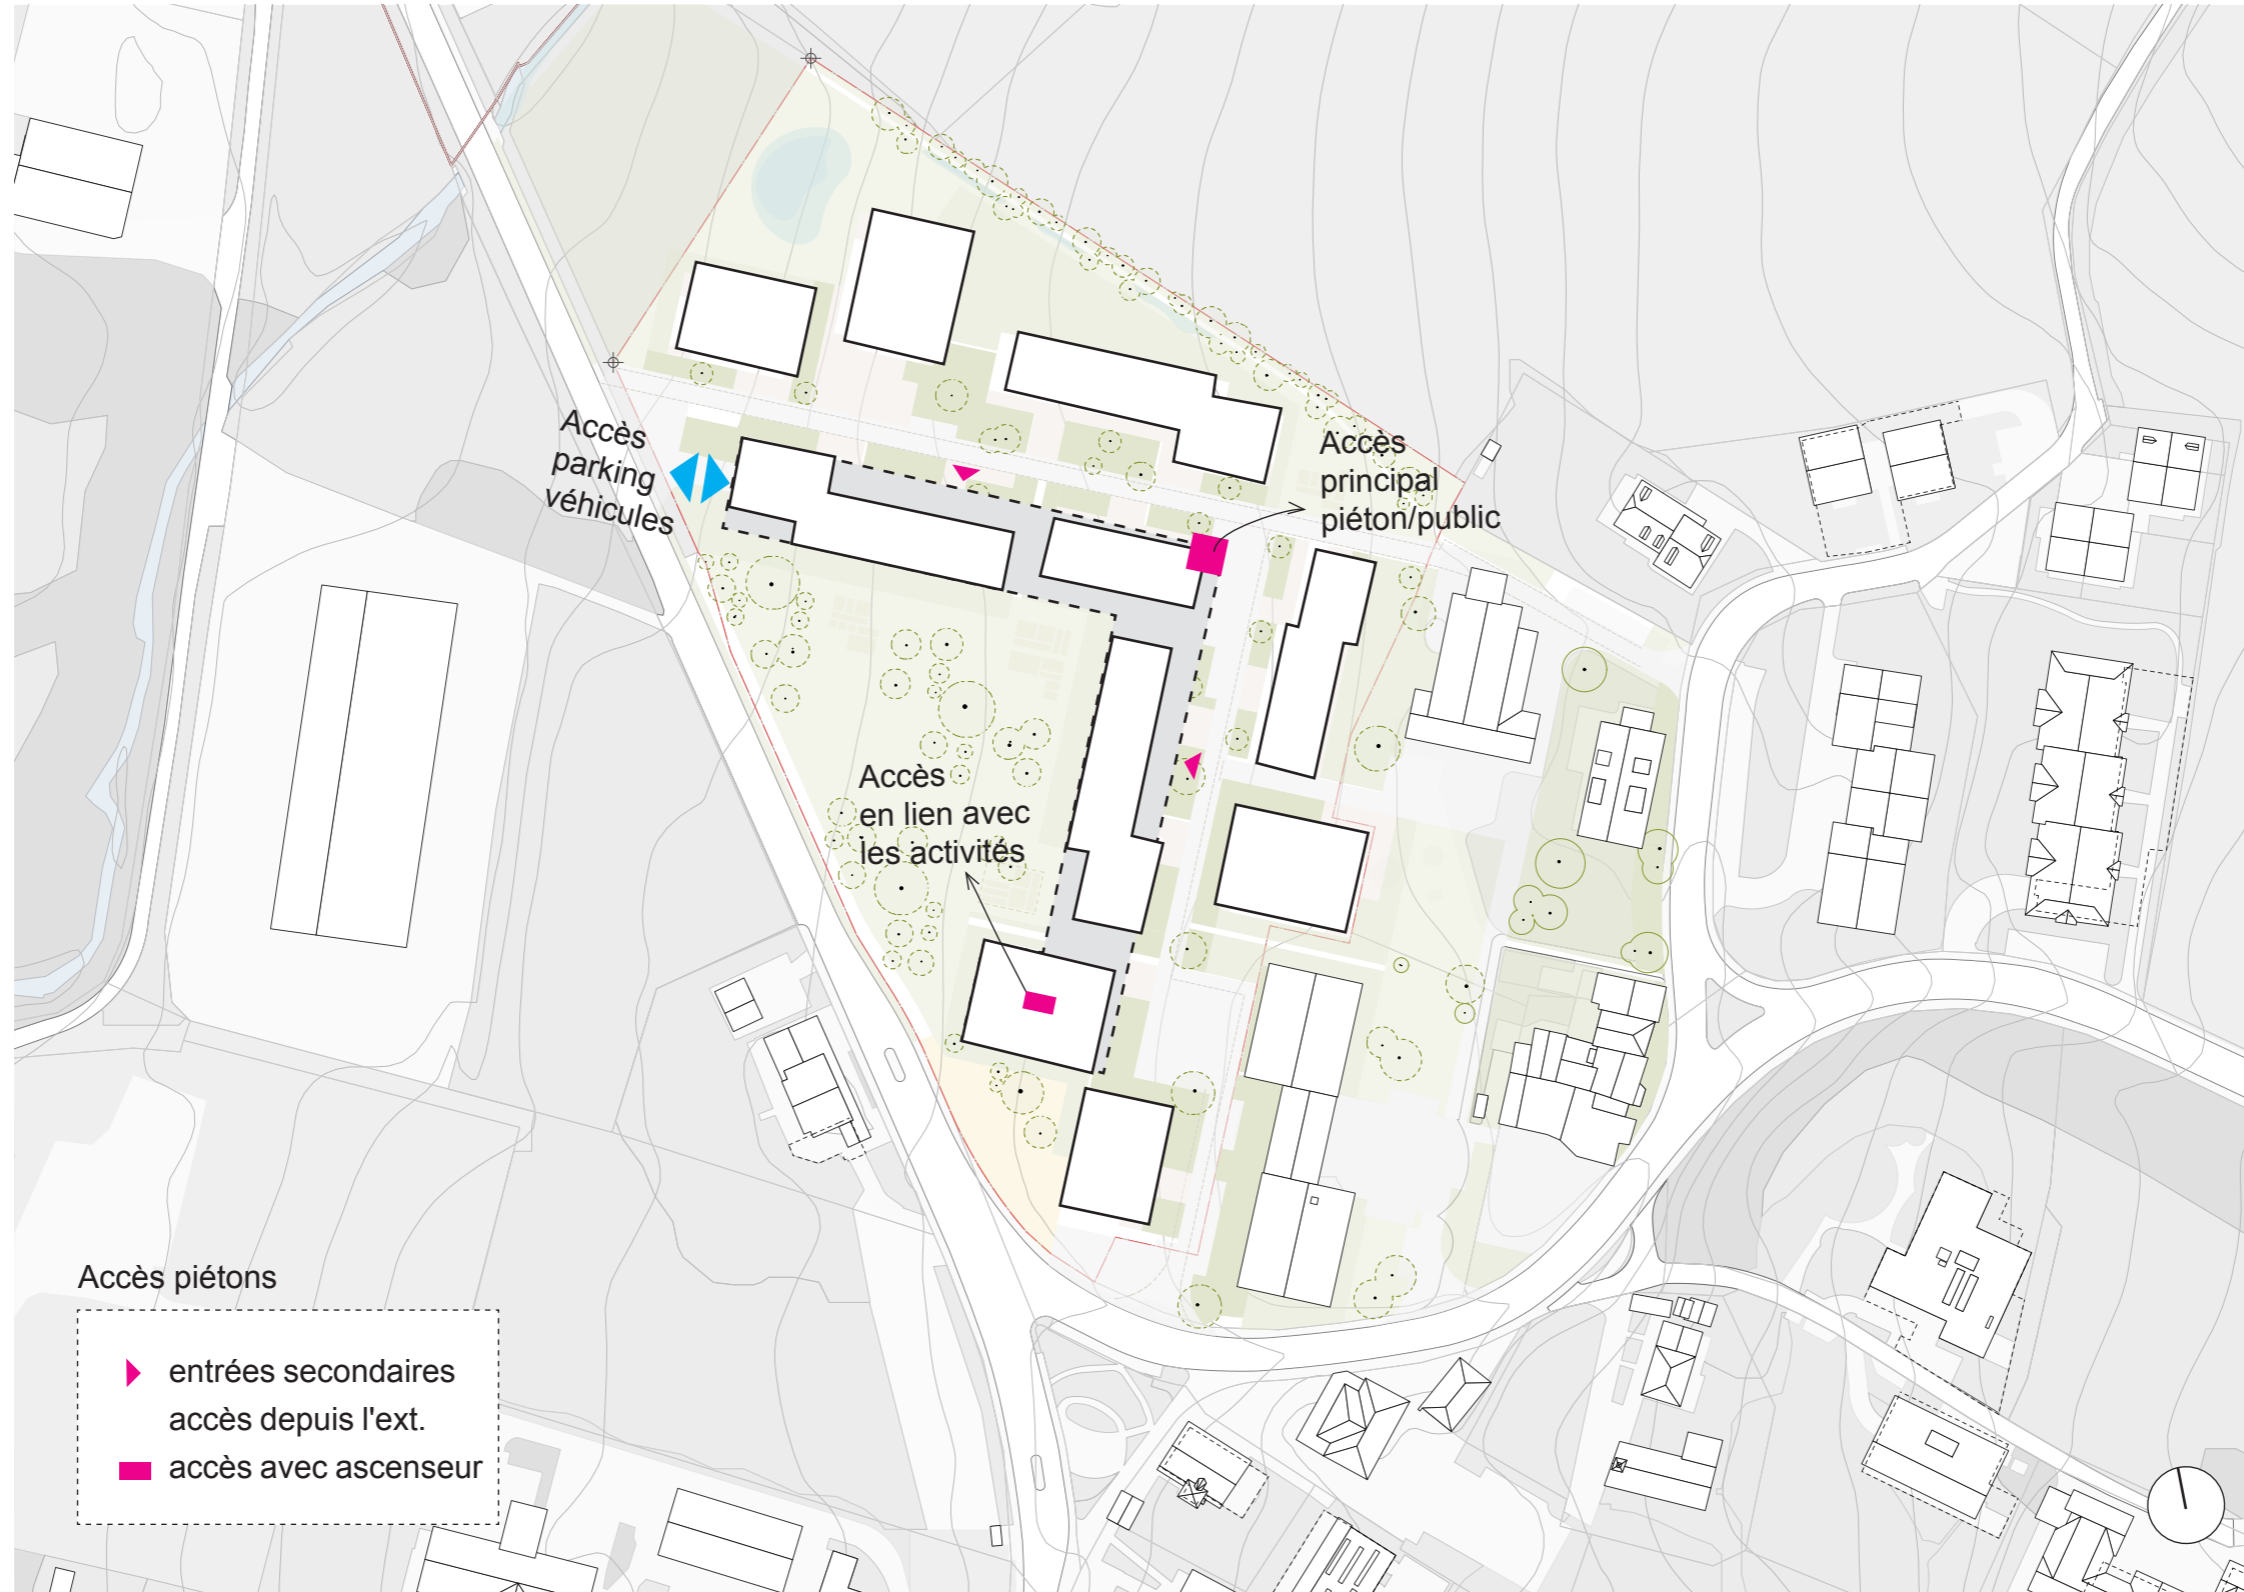 Accès
parking
véhicules
Accès
principal
piéton/public
Accès
en lien avec
les activités
Accès piétons
entrées secondaires
accès depuis l'ext.
accès avec ascenseur